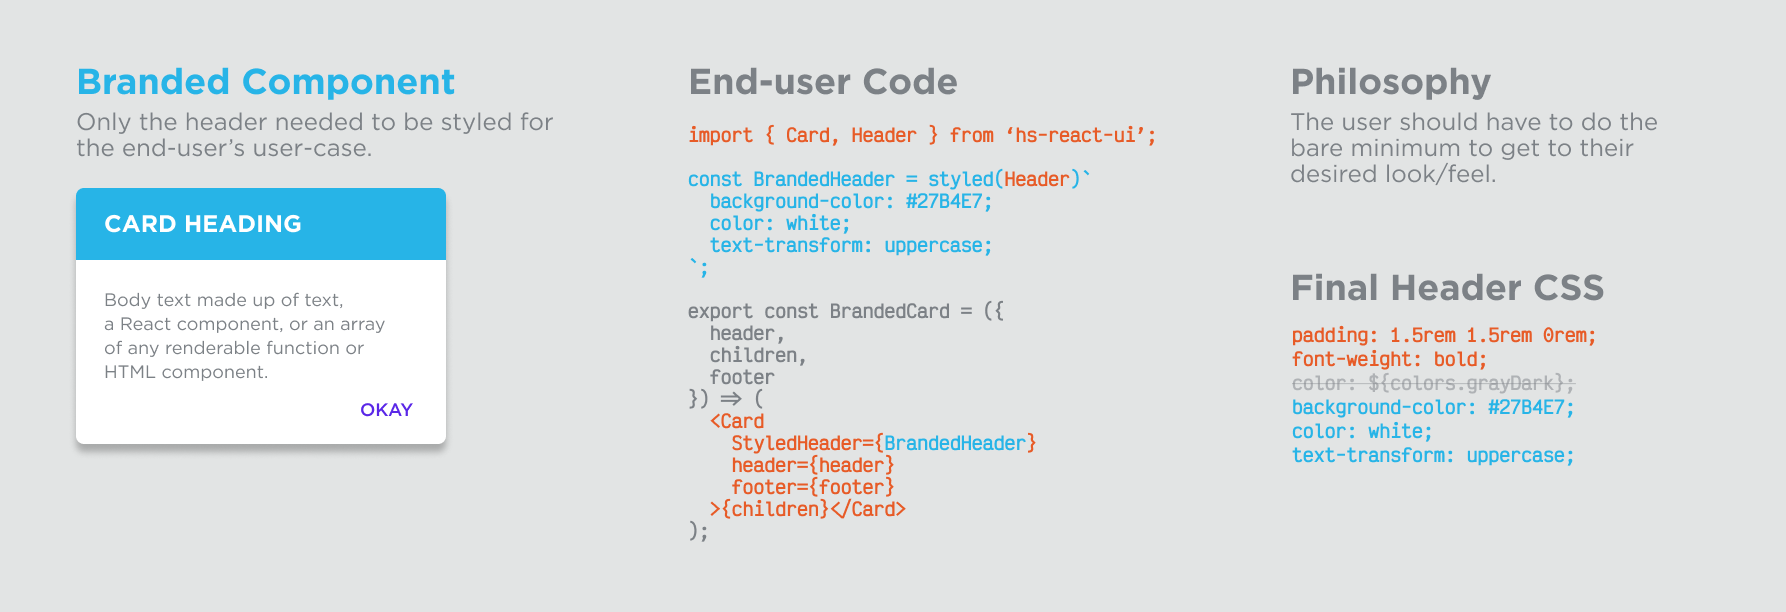 Branded Component
Only the header needed to be styled for
the end-user’s user-case.
CARD HEADING
Body text made up of text,
a React component, or an array
of any renderable function or
HTML component.
OKAY
End-user Code
import { Card, Header } from ‘hs-react-ui’;
const BrandedHeader = styled(Header)`
  background-color: #27B4E7;
  color: white;
  text-transform: uppercase;
`;
export const BrandedCard = ({
  header,
  children,
  footer
}) => (
  <Card
    StyledHeader={BrandedHeader}
    header={header}
    footer={footer}
  >{children}</Card>
);
Philosophy
The user should have to do the
bare minimum to get to their
desired look/feel.
Final Header CSS
padding: 1.5rem 1.5rem 0rem;
font-weight: bold;
color: ${colors.grayDark};
background-color: #27B4E7;
color: white;
text-transform: uppercase;